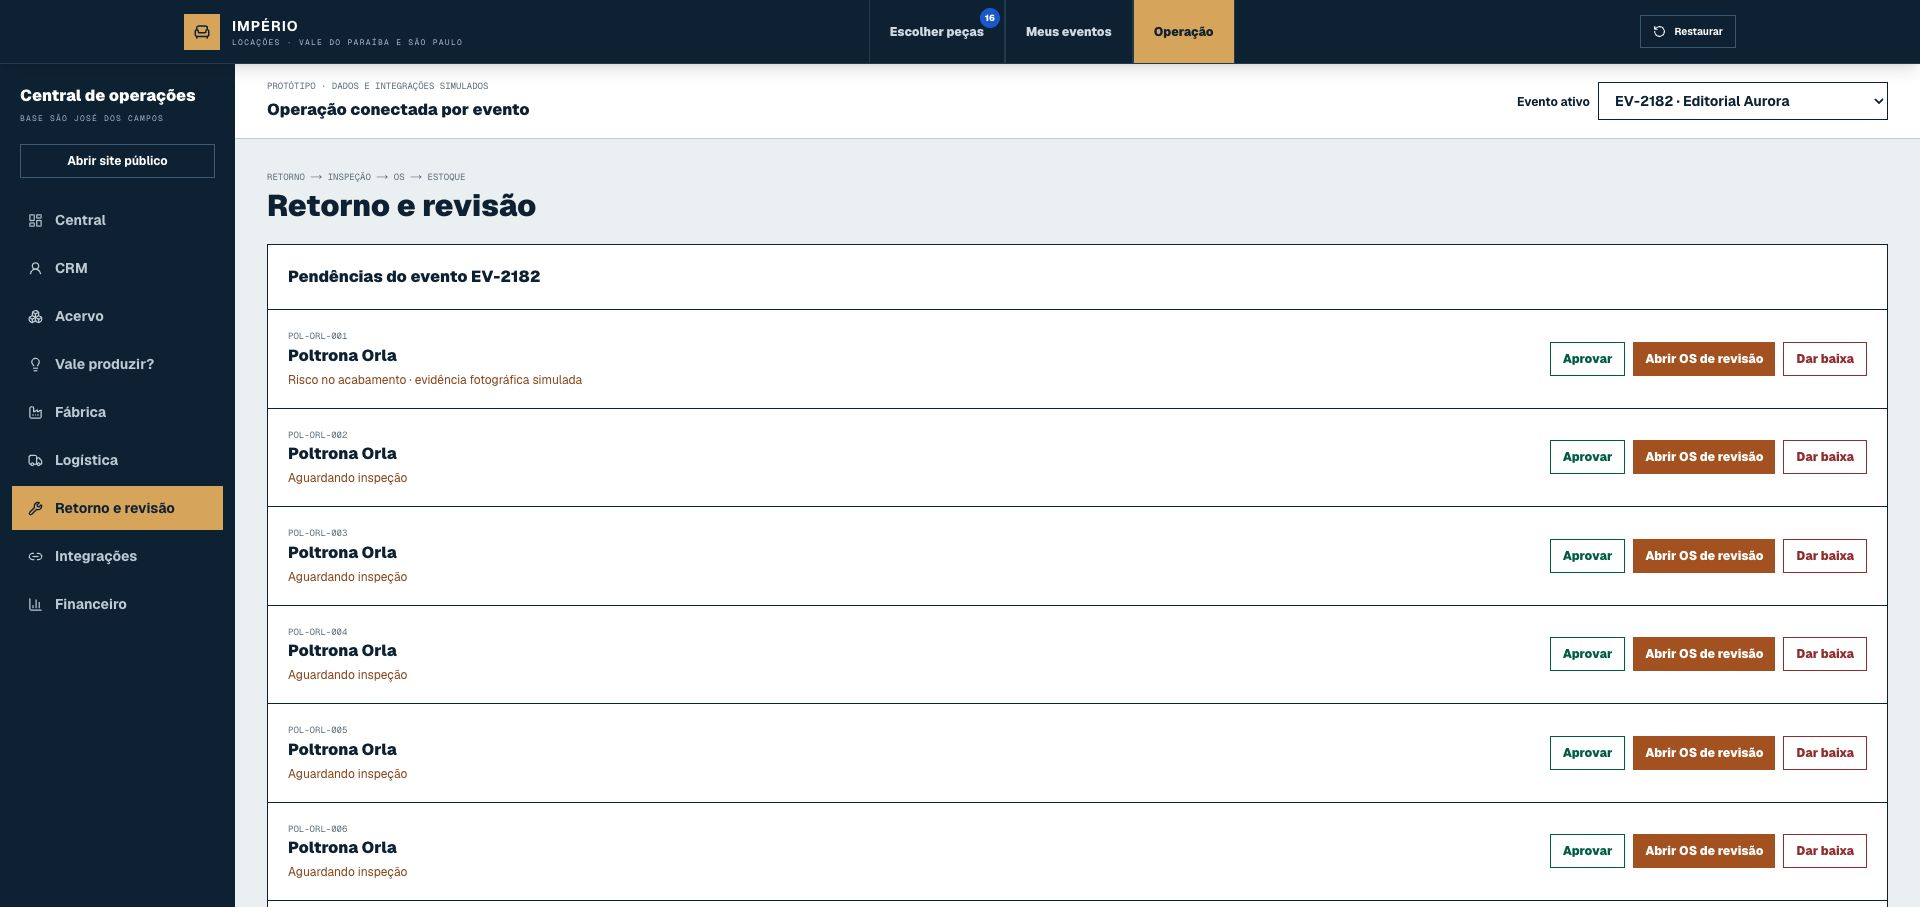 IMPÉRIO
LOCAÇÕES · VALE DO PARAÍBA E SÃO PAULO
Escolher peças
16
Meus eventos
Operação
Restaurar
Central de operações
BASE SÃO JOSÉ DOS CAMPOS
Abrir site público
Central
CRM
Acervo
Vale produzir?
Fábrica
Logística
Retorno e revisão
Integrações
Financeiro
PROTÓTIPO · DADOS E INTEGRAÇÕES SIMULADOS
Operação conectada por evento
Evento ativo
EV-2182 · Editorial Aurora
RETORNO → INSPEÇÃO → OS → ESTOQUE
Retorno e revisão
Pendências do evento EV-2182
POL-ORL-001
Poltrona Orla
Risco no acabamento · evidência fotográfica simulada
Aprovar
Abrir OS de revisão
Dar baixa
POL-ORL-002
Poltrona Orla
Aguardando inspeção
Aprovar
Abrir OS de revisão
Dar baixa
POL-ORL-003
Poltrona Orla
Aguardando inspeção
Aprovar
Abrir OS de revisão
Dar baixa
POL-ORL-004
Poltrona Orla
Aguardando inspeção
Aprovar
Abrir OS de revisão
Dar baixa
POL-ORL-005
Poltrona Orla
Aguardando inspeção
Aprovar
Abrir OS de revisão
Dar baixa
POL-ORL-006
Poltrona Orla
Aguardando inspeção
Aprovar
Abrir OS de revisão
Dar baixa